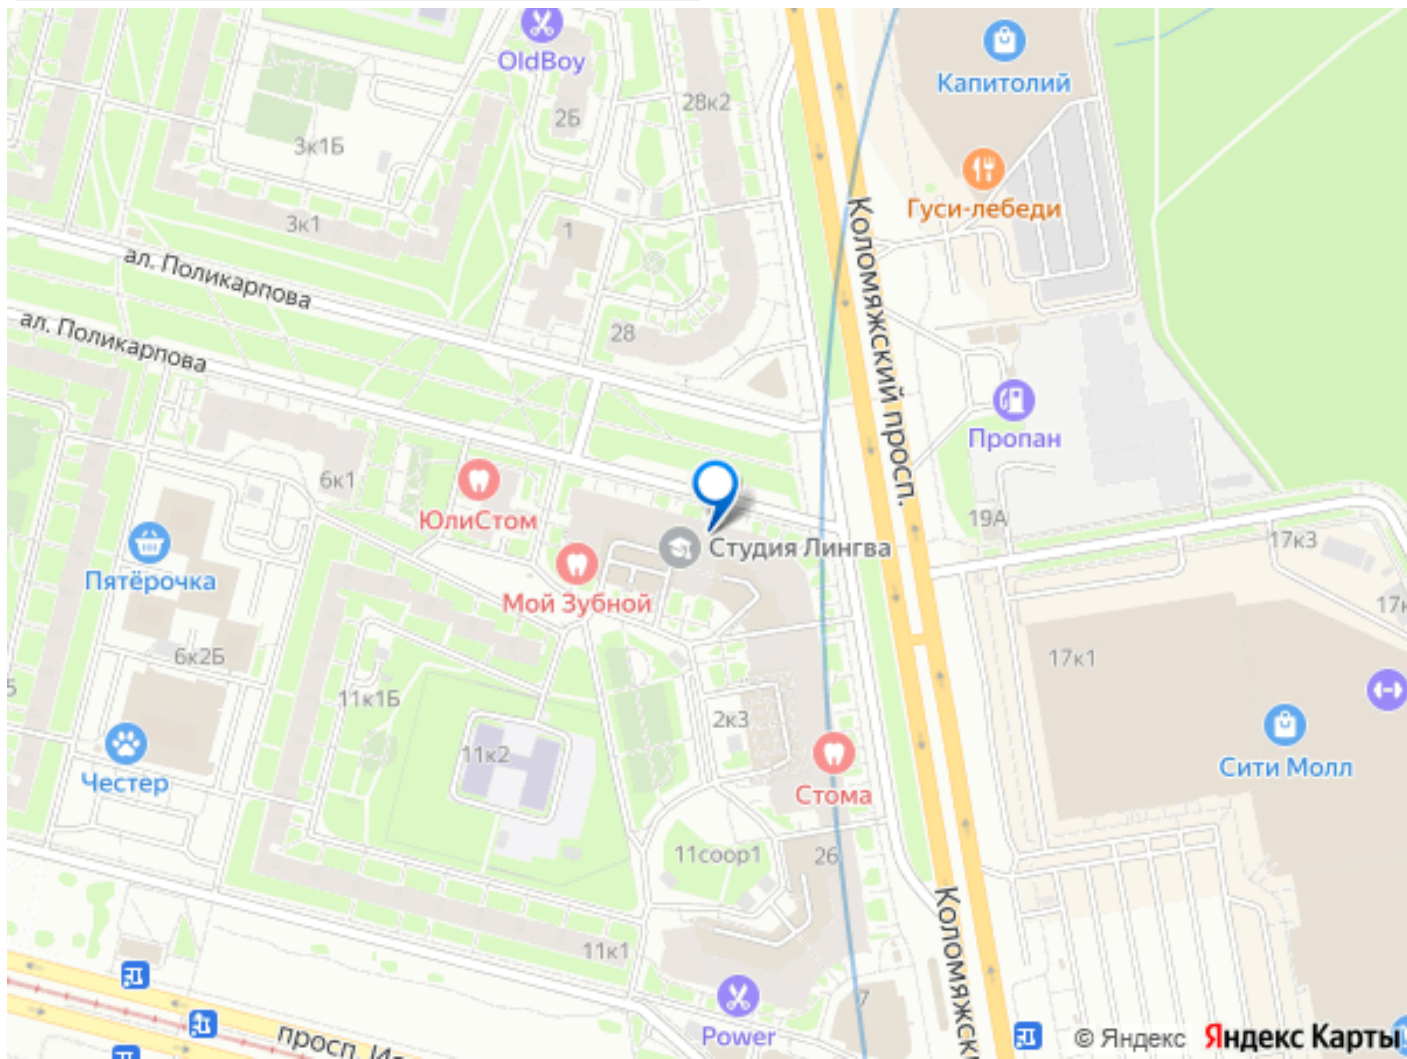 OldBoy
Капитолий
2Б
28к2
3к1Б
Гуси-лебеди
3к1
1
ал. Поликарпова
Коломяжский просп.
ал. Поликарпова
28
Пропан
6к1
ЮлиСтом
19А
Студия Лингва
17к3
Пятёрочка
Мой Зубной
6к2Б
17к1
11к1Б
2к3
11к2
Сити Молл
Честер
Стома
11соор1
26
11к1
7
Power
просп.
© Яндекс
Яндекс Карты